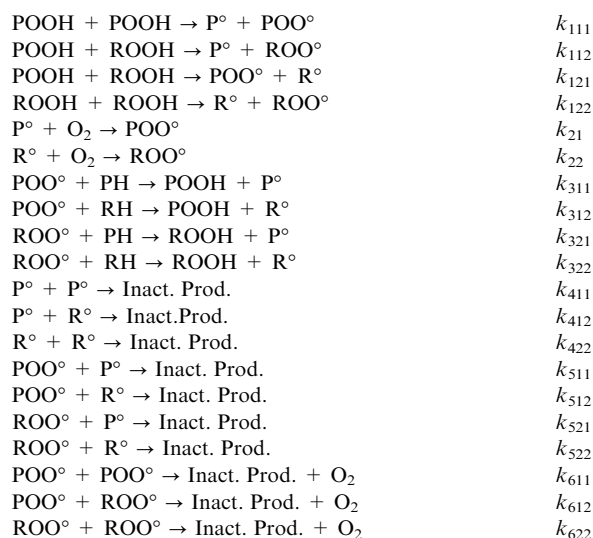 POOH + POOH → P° + POO° k₁₁₁
POOH + ROOH → P° + ROO° k₁₁₂
POOH + ROOH → POO° + R° k₁₂₁
ROOH + ROOH → R° + ROO° k₁₂₂
P° + O₂ → POO° k₂₁
R° + O₂ → ROO° k₂₂
POO° + PH → POOH + P° k₃₁₁
POO° + RH → POOH + R° k₃₁₂
ROO° + PH → ROOH + P° k₃₂₁
ROO° + RH → ROOH + R° k₃₂₂
P° + P° → Inact. Prod. k₄₁₁
P° + R° → Inact.Prod. k₄₁₂
R° + R° → Inact. Prod. k₄₂₂
POO° + P° → Inact. Prod. k₅₁₁
POO° + R° → Inact. Prod. k₅₁₂
ROO° + P° → Inact. Prod. k₅₂₁
ROO° + R° → Inact. Prod. k₅₂₂
POO° + POO° → Inact. Prod. + O₂ k₆₁₁
POO° + ROO° → Inact. Prod. + O₂ k₆₁₂
ROO° + ROO° → Inact. Prod. + O₂ k₆₂₂